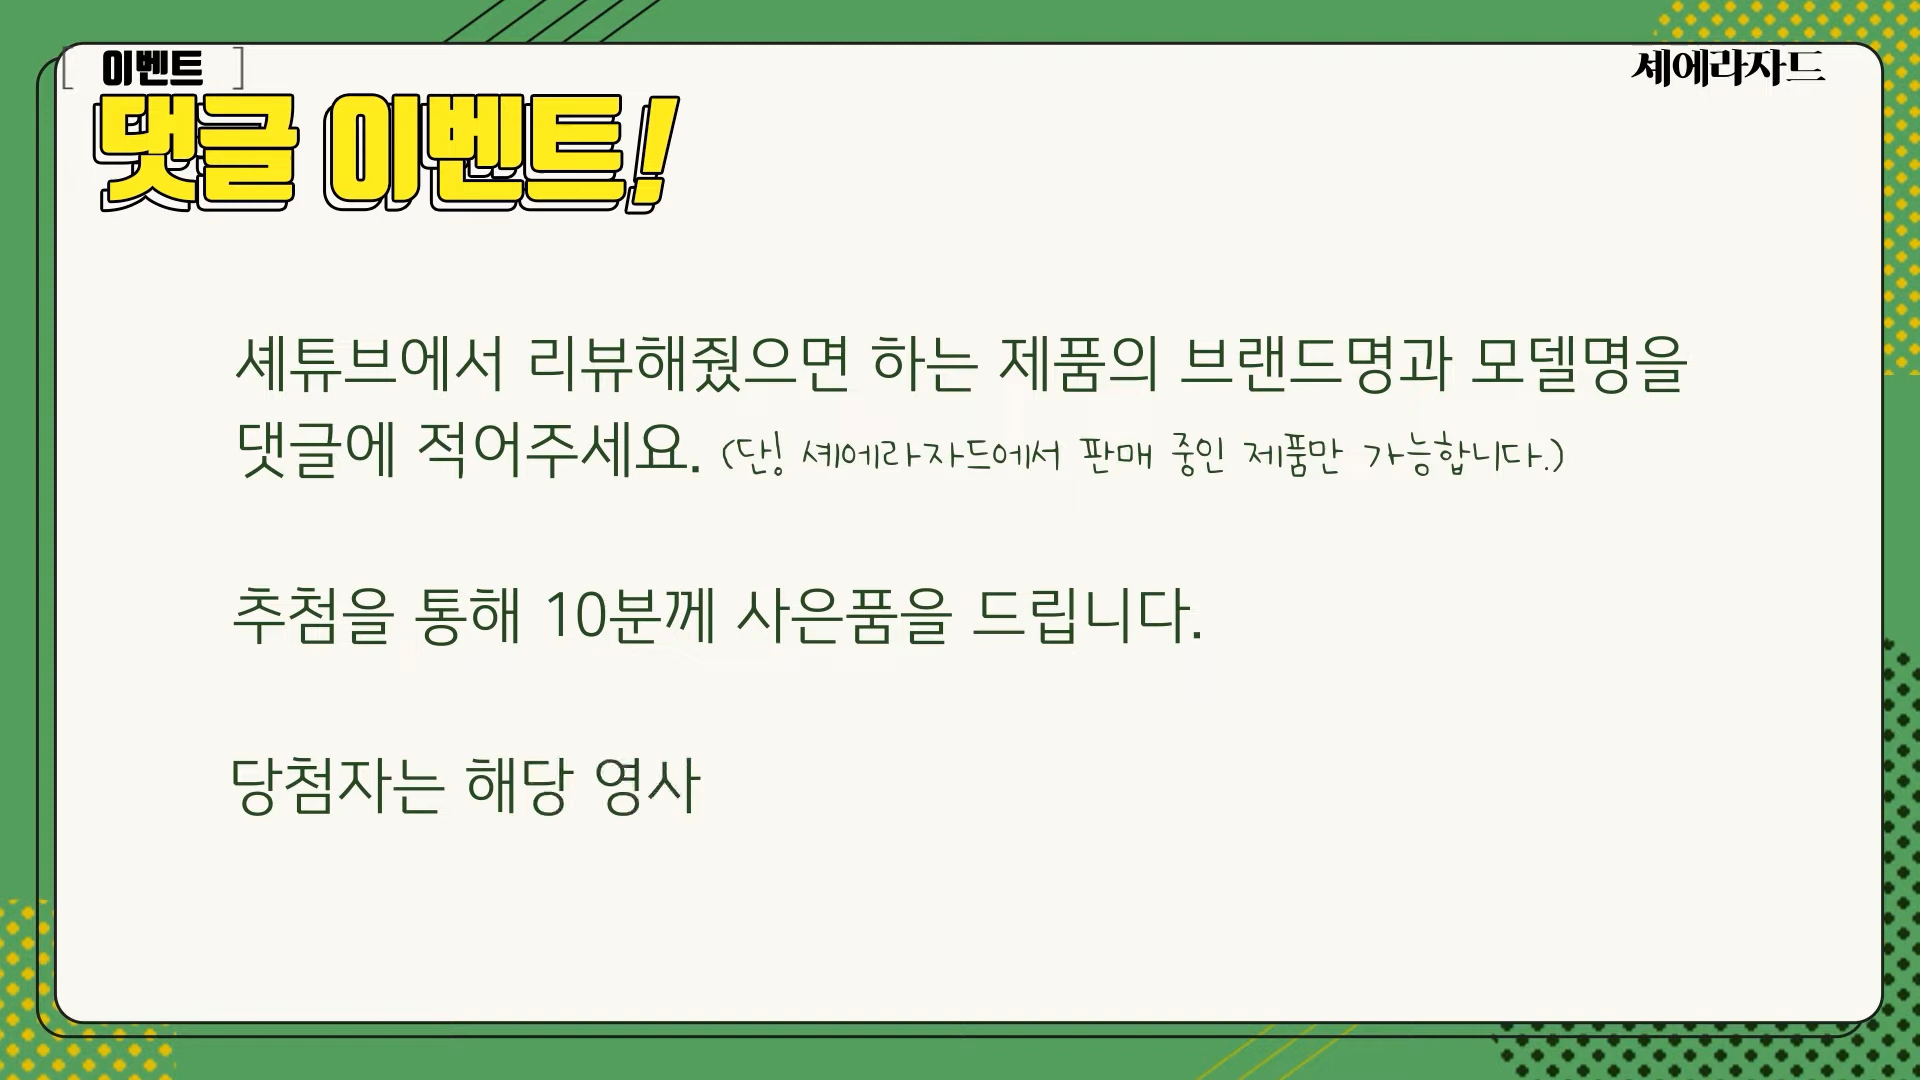 [ 이벤트 ]
셰에라자드
댓글 이벤트!
셰튜브에서 리뷰해줬으면 하는 제품의 브랜드명과 모델명을
댓글에 적어주세요. (단! 셰에라자드에서 판매 중인 제품만 가능합니다.)
추첨을 통해 10분께 사은품을 드립니다.
당첨자는 해당 영사